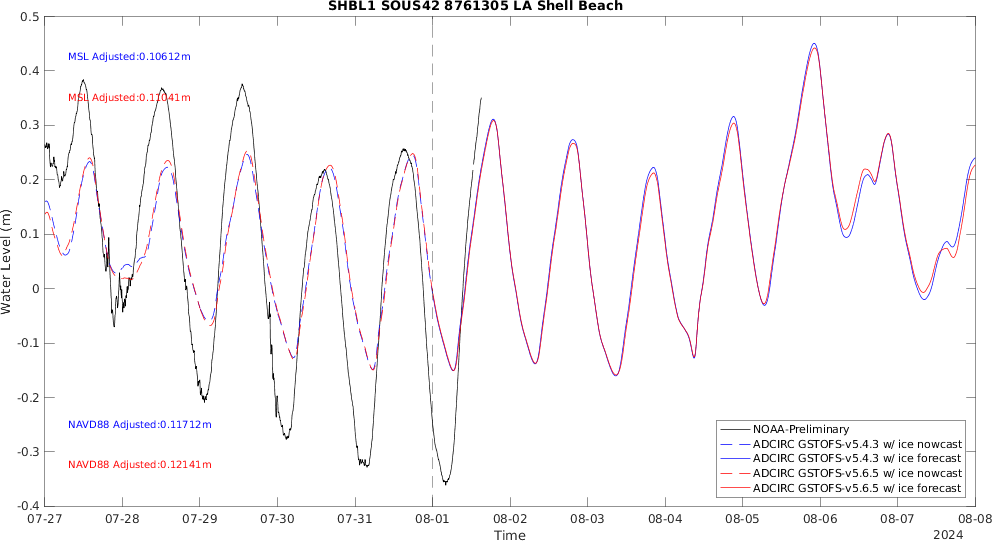 SHBL1 SOUS42 8761305 LA Shell Beach
0.5
0.4
0.3
0.2
0.1
0
-0.1
-0.2
-0.3
-0.4
Water Level (m)
MSL Adjusted:0.10612m
MSL Adjusted:0.11041m
NAVD88 Adjusted:0.11712m
NAVD88 Adjusted:0.12141m
NOAA-Preliminary
ADCIRC GSTOFS-v5.4.3 w/ ice nowcast
ADCIRC GSTOFS-v5.4.3 w/ ice forecast
ADCIRC GSTOFS-v5.6.5 w/ ice nowcast
ADCIRC GSTOFS-v5.6.5 w/ ice forecast
07-27 07-28 07-29 07-30 07-31 08-01 08-02 08-03 08-04 08-05 08-06 08-07 08-08
Time
2024